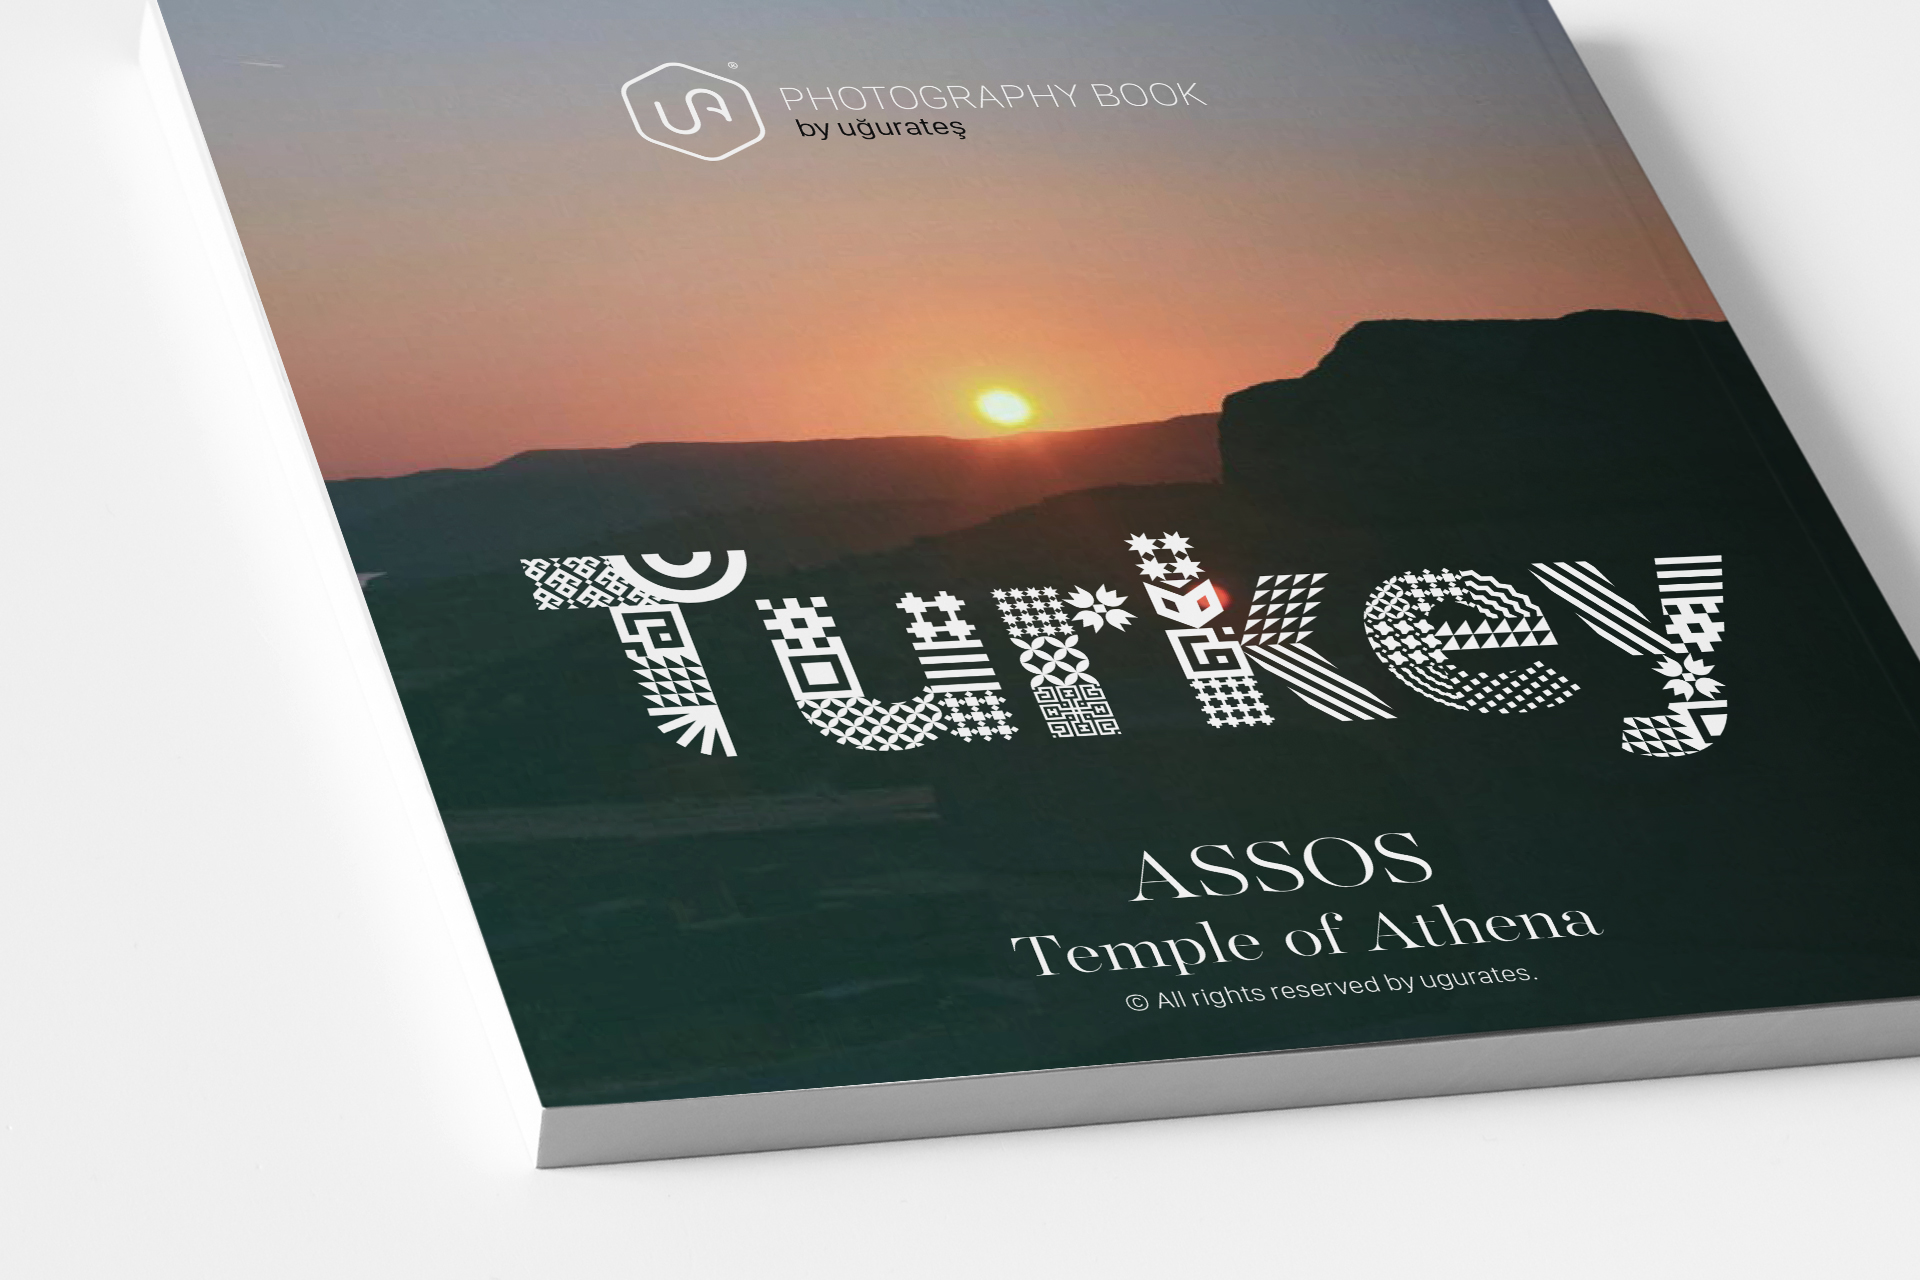 UA ®
PHOTOGRAPHY BOOK
by uğurateş
Turkey
ASSOS
Temple of Athena
© All rights reserved by ugurates.